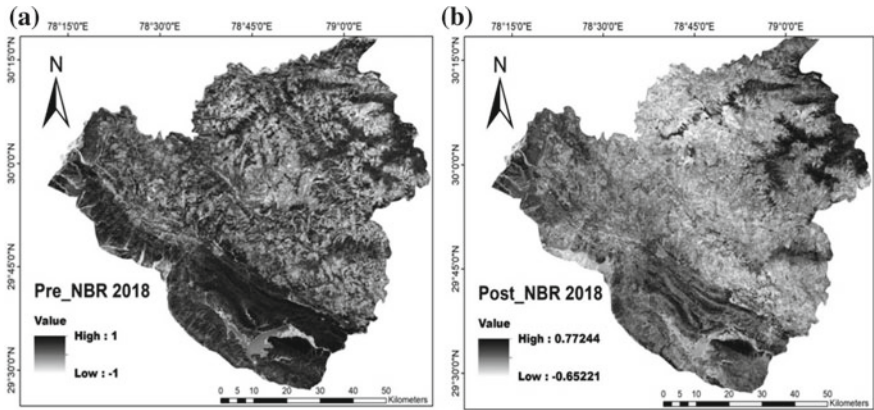 (a)
78°15'0"E 78°30'0"E 78°45'0"E 79°0'0"E
30°15'0"N
30°0'0"N
29°45'0"N
29°30'0"N
N
Pre_NBR 2018
Value
High : 1
Low : -1
0 5 10 20 30 40 50
Kilometers
(b)
78°15'0"E 78°30'0"E 78°45'0"E 79°0'0"E
30°15'0"N
30°0'0"N
29°45'0"N
29°30'0"N
N
Post_NBR 2018
Value
High : 0.77244
Low : -0.65221
0 5 10 20 30 40 50
Kilometers